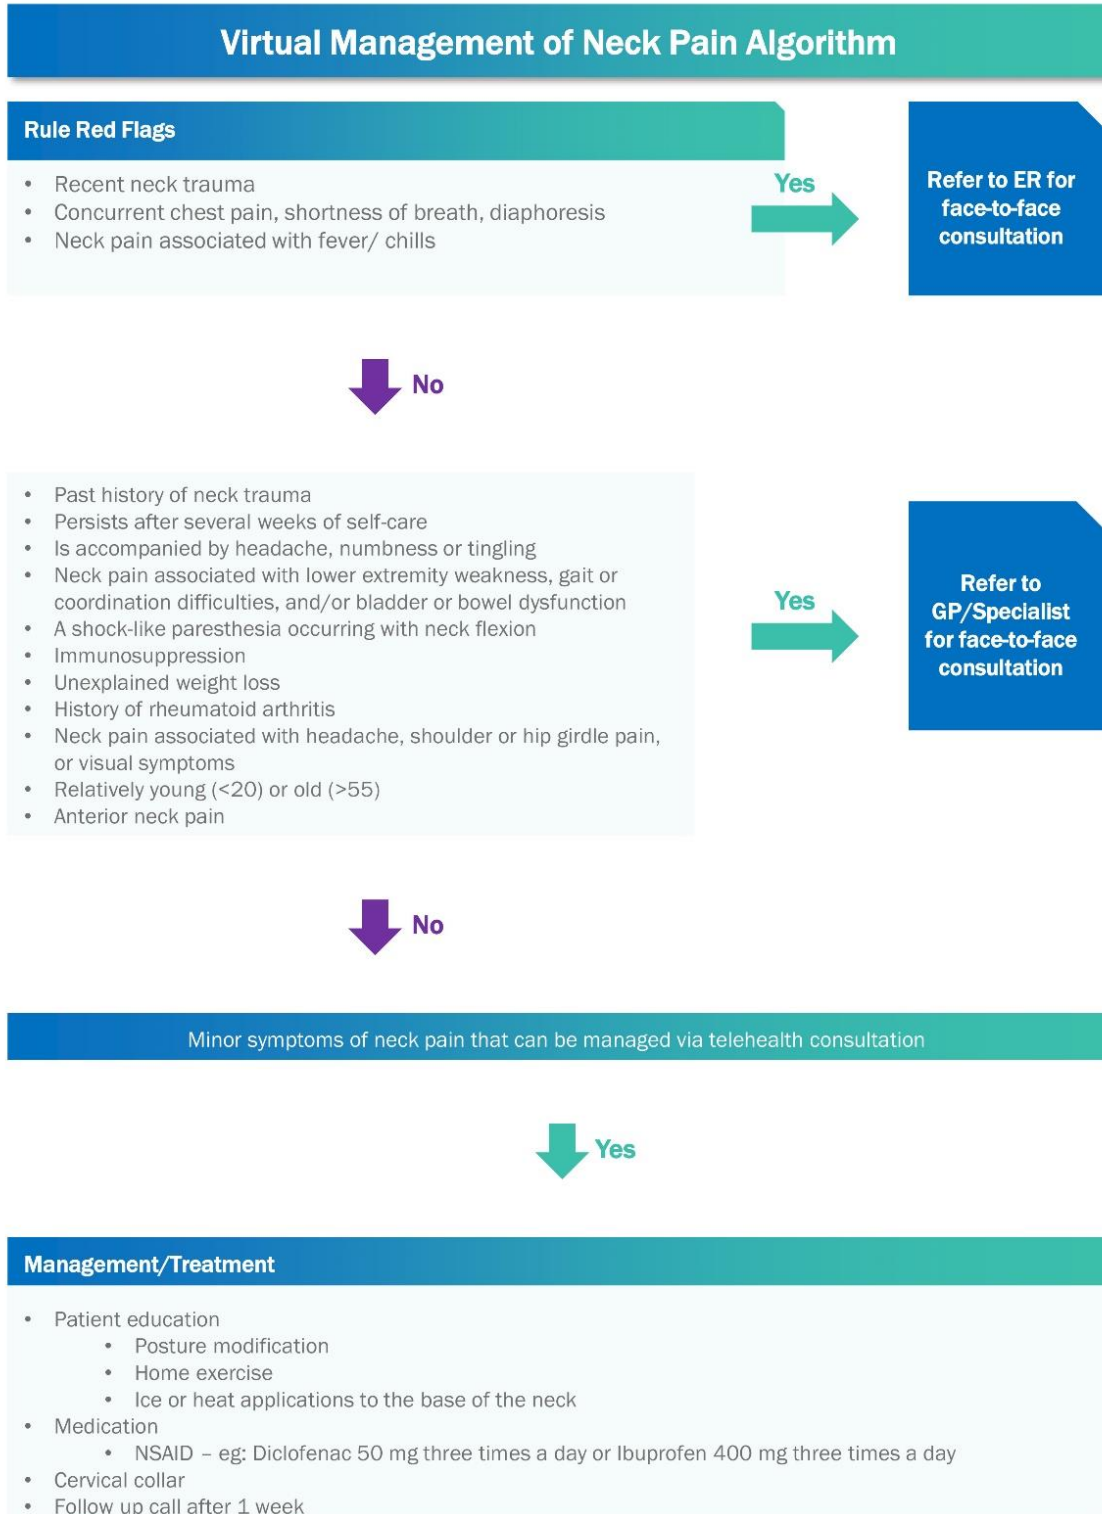 Virtual Management of Neck Pain Algorithm
Rule Red Flags
• Recent neck trauma
• Concurrent chest pain, shortness of breath, diaphoresis
• Neck pain associated with fever/ chills
Yes
Refer to ER for
face-to-face
consultation
No
• Past history of neck trauma
• Persists after several weeks of self-care
• Is accompanied by headache, numbness or tingling
• Neck pain associated with lower extremity weakness, gait or
coordination difficulties, and/or bladder or bowel dysfunction
• A shock-like paresthesia occurring with neck flexion
• Immunosuppression
• Unexplained weight loss
• History of rheumatoid arthritis
• Neck pain associated with headache, shoulder or hip girdle pain,
or visual symptoms
• Relatively young (<20) or old (>55)
• Anterior neck pain
Yes
Refer to
GP/Specialist
for face-to-face
consultation
No
Minor symptoms of neck pain that can be managed via telehealth consultation
Yes
Management/Treatment
• Patient education
• Posture modification
• Home exercise
• Ice or heat applications to the base of the neck
• Medication
• NSAID – eg: Diclofenac 50 mg three times a day or Ibuprofen 400 mg three times a day
• Cervical collar
• Follow up call after 1 week